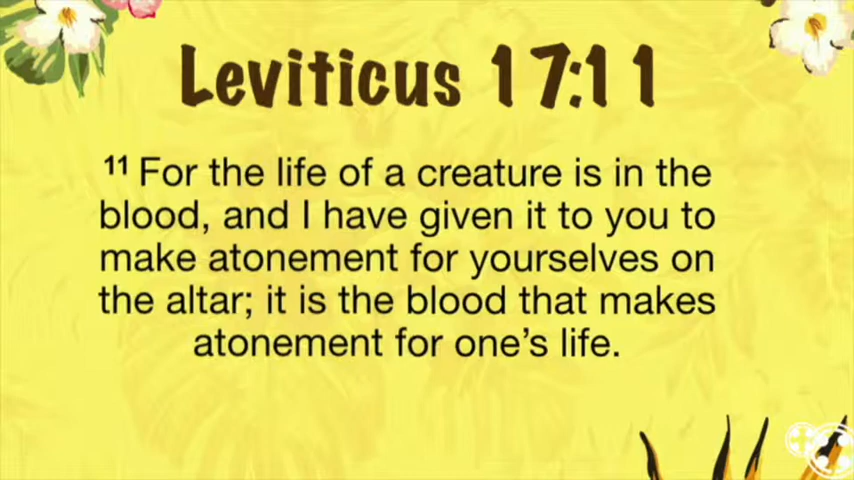 Leviticus 17:11
11 For the life of a creature is in the
blood, and I have given it to you to
make atonement for yourselves on
the altar; it is the blood that makes
atonement for one’s life.